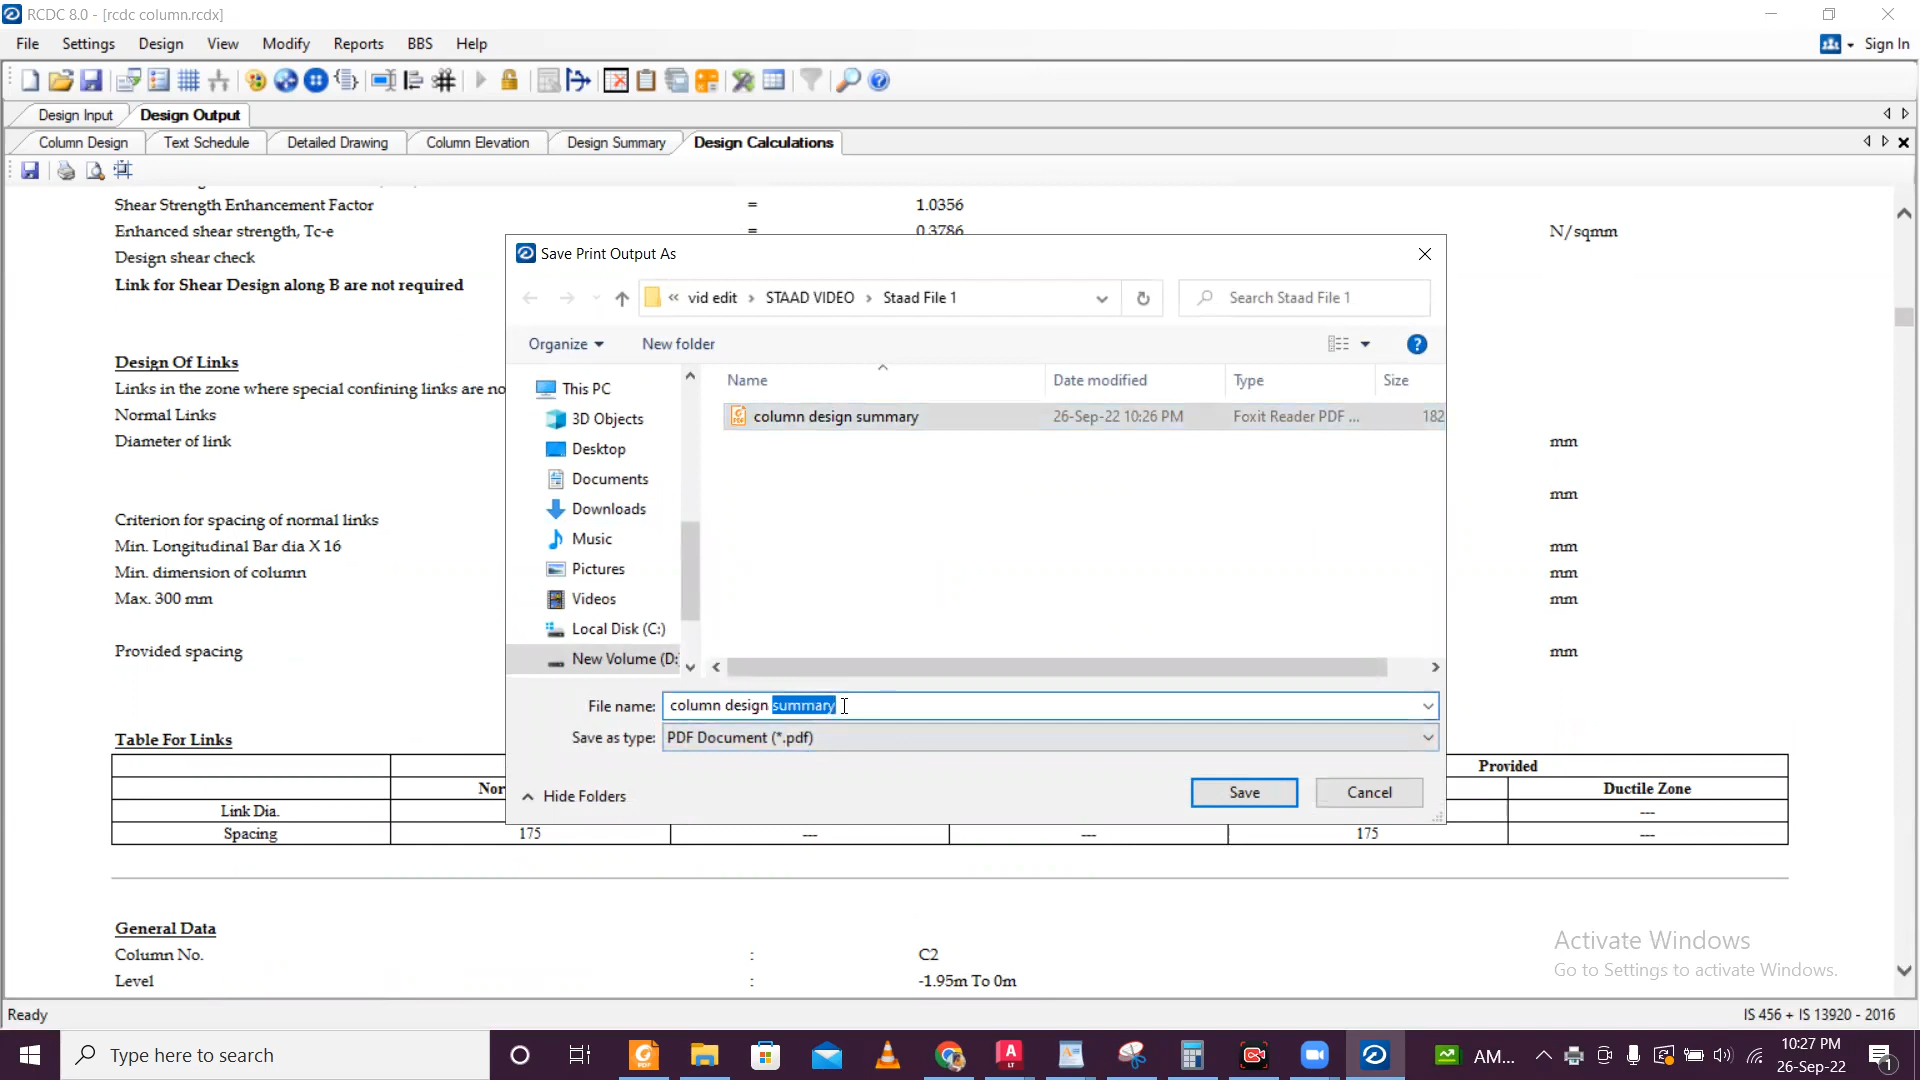 RCDC 8.0 - [rcdc column.rcdx]
File Settings Design View Modify Reports BBS Help Sign In
Design Input Design Output
Column Design Text Schedule Detailed Drawing Column Elevation Design Summary Design Calculations
Shear Strength Enhancement Factor = 1.0356
Enhanced shear strength, Tc-e = 0.3786 N/sqmm
Design shear check
Link for Shear Design along B are not required
Design Of Links
Links in the zone where special confining links are no
Normal Links
Diameter of link mm
mm
Criterion for spacing of normal links
Min. Longitudinal Bar dia X 16 mm
Min. dimension of column mm
Max. 300 mm mm
Provided spacing mm
Table For Links
Provided
Nor Ductile Zone
Link Dia. ---
Spacing 175 --- --- 175 ---
General Data
Column No. : C2
Level : -1.95m To 0m
Save Print Output As
« vid edit › STAAD VIDEO › Staad File 1 Search Staad File 1
Organize New folder
Name Date modified Type Size
column design summary 26-Sep-22 10:26 PM Foxit Reader PDF ... 182
This PC
3D Objects
Desktop
Documents
Downloads
Music
Pictures
Videos
Local Disk (C:)
New Volume (D:
File name: column design summary
Save as type: PDF Document (*.pdf)
Hide Folders Save Cancel
Activate Windows
Go to Settings to activate Windows.
Ready IS 456 + IS 13920 - 2016
Type here to search AM... 10:27 PM
26-Sep-22 1